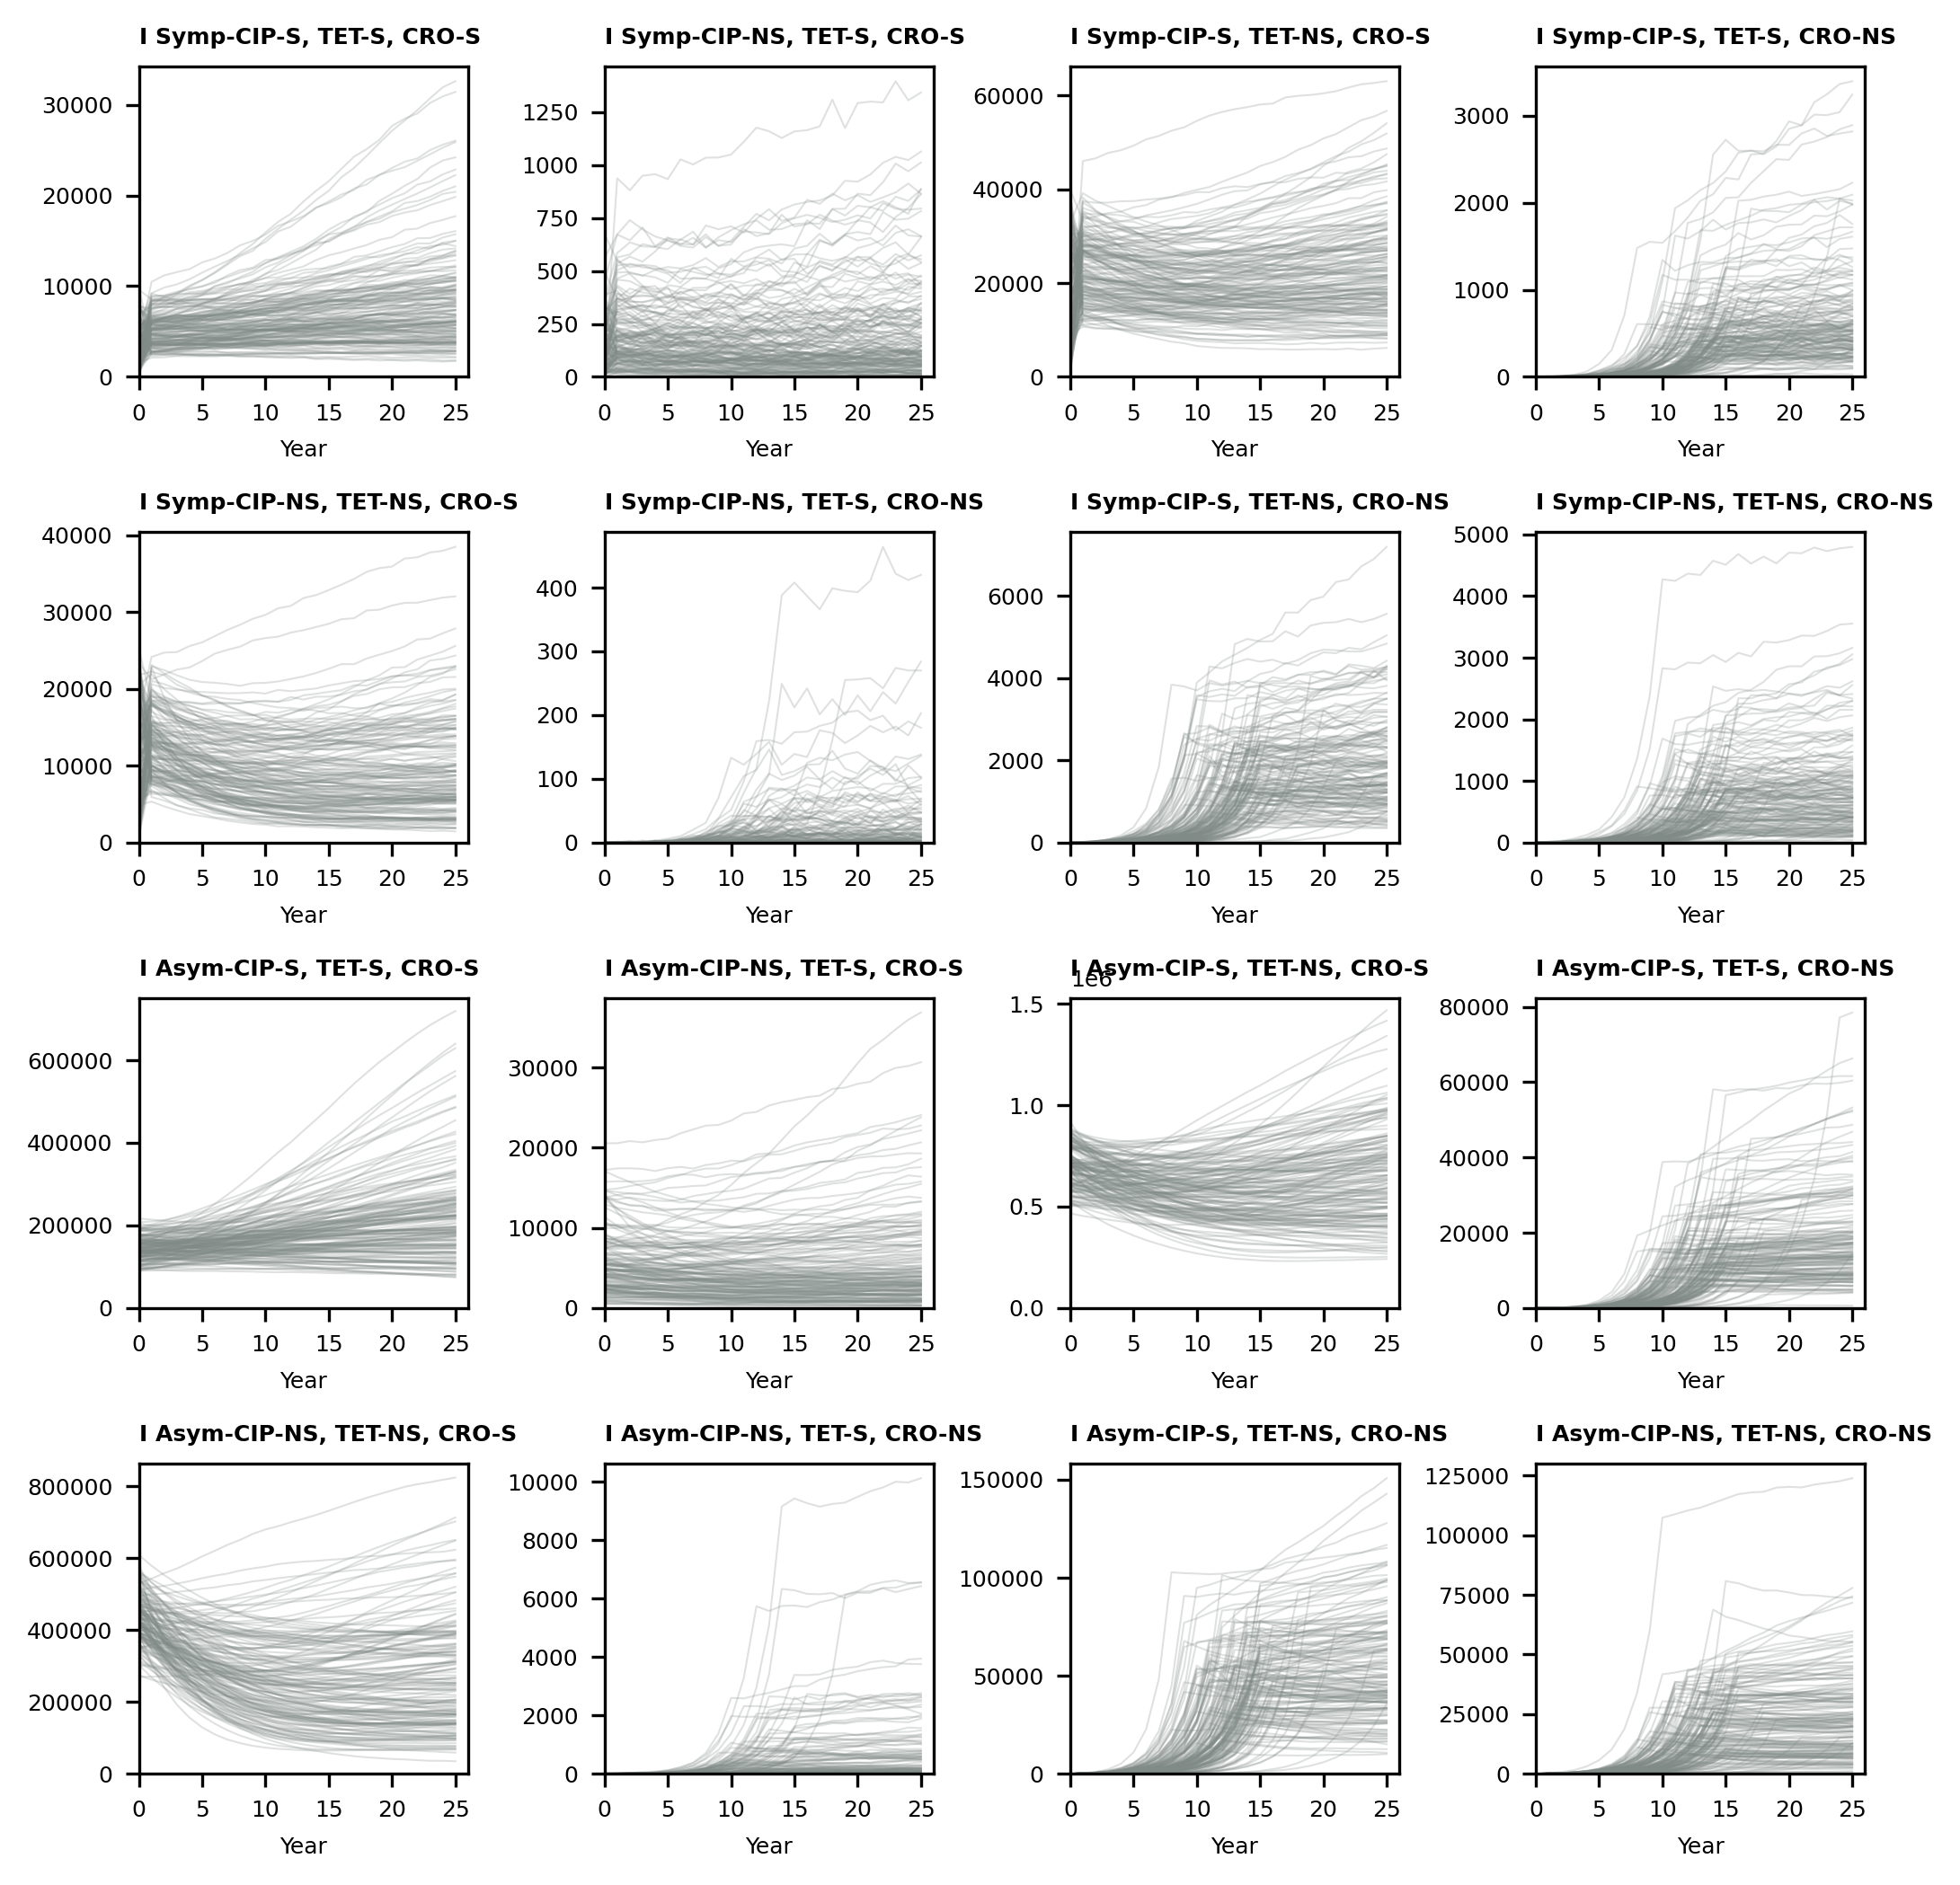 I Symp-CIP-S, TET-S, CRO-S
30000
20000
10000
0
0 5 10 15 20 25
Year
I Symp-CIP-NS, TET-S, CRO-S
1250
1000
750
500
250
0
0 5 10 15 20 25
Year
I Symp-CIP-S, TET-NS, CRO-S
60000
40000
20000
0
0 5 10 15 20 25
Year
I Symp-CIP-S, TET-S, CRO-NS
3000
2000
1000
0
0 5 10 15 20 25
Year
I Symp-CIP-NS, TET-NS, CRO-S
40000
30000
20000
10000
0
0 5 10 15 20 25
Year
I Symp-CIP-NS, TET-S, CRO-NS
400
300
200
100
0
0 5 10 15 20 25
Year
I Symp-CIP-S, TET-NS, CRO-NS
6000
4000
2000
0
0 5 10 15 20 25
Year
I Symp-CIP-NS, TET-NS, CRO-NS
5000
4000
3000
2000
1000
0
0 5 10 15 20 25
Year
I Asym-CIP-S, TET-S, CRO-S
600000
400000
200000
0
0 5 10 15 20 25
Year
I Asym-CIP-NS, TET-S, CRO-S
30000
20000
10000
0
0 5 10 15 20 25
Year
I Asym-CIP-S, TET-NS, CRO-S
1e6
1.5
1.0
0.5
0.0
0 5 10 15 20 25
Year
I Asym-CIP-S, TET-S, CRO-NS
80000
60000
40000
20000
0
0 5 10 15 20 25
Year
I Asym-CIP-NS, TET-NS, CRO-S
800000
600000
400000
200000
0
0 5 10 15 20 25
Year
I Asym-CIP-NS, TET-S, CRO-NS
10000
8000
6000
4000
2000
0
0 5 10 15 20 25
Year
I Asym-CIP-S, TET-NS, CRO-NS
150000
100000
50000
0
0 5 10 15 20 25
Year
I Asym-CIP-NS, TET-NS, CRO-NS
125000
100000
75000
50000
25000
0
0 5 10 15 20 25
Year